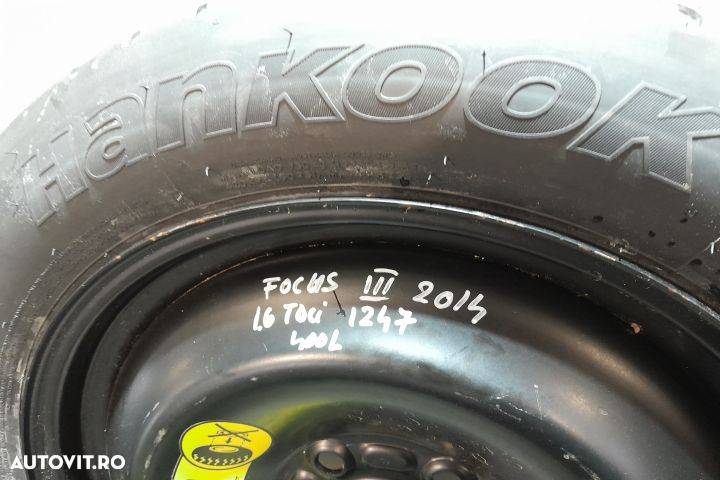 Hankook
FOCUS III 2014
1.6 TDCi 1247
400L
AUTOVIT.RO